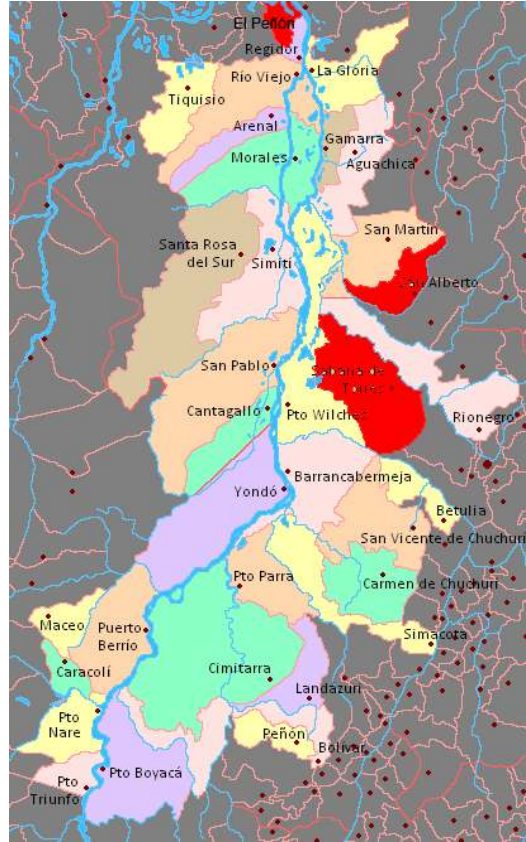 El Peñón
Regidor
Río Viejo
La Gloria
Tiquisio
Arenal
Gamarra
Morales
Aguachica
San Martín
Santa Rosa
del Sur
Simití
San Alberto
San Pablo
Sabana de
Torres
Cantagallo
Pto Wilches
Rionegro
Barrancabermeja
Yondó
Betulia
San Vicente de Chuchurí
Pto Parra
Carmen de Chuchurí
Maceo
Puerto
Berrío
Simacota
Caracolí
Cimitarra
Landazuri
Pto
Nare
Peñón
Bolívar
Pto Boyacá
Pto
Triunfo